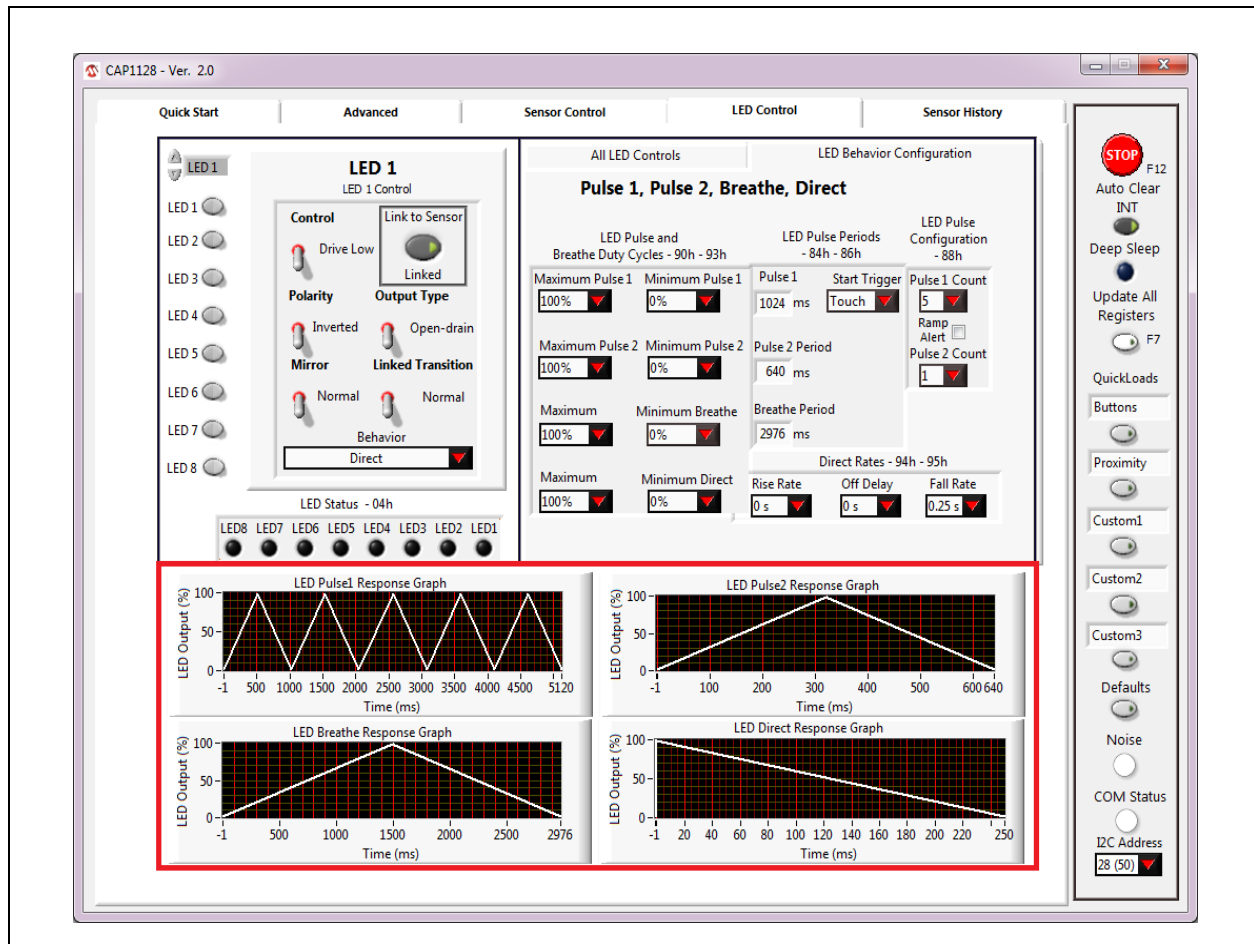 CAP1128 - Ver. 2.0
Quick Start Advanced Sensor Control LED Control Sensor History
LED 1
LED 1
LED 2
LED 3
LED 4
LED 5
LED 6
LED 7
LED 8
LED 1
LED 1 Control
Control
Drive Low
Link to Sensor
Linked
Polarity
Inverted
Output Type
Open-drain
Mirror
Normal
Linked Transition
Normal
Behavior
Direct
LED Status - 04h
LED8 LED7 LED6 LED5 LED4 LED3 LED2 LED1
All LED Controls LED Behavior Configuration
Pulse 1, Pulse 2, Breathe, Direct
LED Pulse and
Breathe Duty Cycles - 90h - 93h
Maximum Pulse 1 Minimum Pulse 1
100% 0%
Maximum Pulse 2 Minimum Pulse 2
100% 0%
Maximum Minimum Breathe
100% 0%
Maximum Minimum Direct
100% 0%
LED Pulse Periods
- 84h - 86h
Pulse 1 Start Trigger
1024 ms Touch
Pulse 2 Period
640 ms
Breathe Period
2976 ms
LED Pulse
Configuration
- 88h
Pulse 1 Count
5
Ramp
Alert
Pulse 2 Count
1
Direct Rates - 94h - 95h
Rise Rate Off Delay Fall Rate
0 s 0 s 0.25 s
LED Pulse1 Response Graph
LED Output (%)
100
50
0
-1 500 1000 1500 2000 2500 3000 3500 4000 4500 5120
Time (ms)
LED Pulse2 Response Graph
LED Output (%)
100
50
0
-1 100 200 300 400 500 600 640
Time (ms)
LED Breathe Response Graph
LED Output (%)
100
50
0
-1 500 1000 1500 2000 2500 2976
Time (ms)
LED Direct Response Graph
LED Output (%)
100
50
0
-1 20 40 60 80 100 120 140 160 180 200 220 250
Time (ms)
STOP
F12
Auto Clear
INT
Deep Sleep
Update All
Registers
F7
QuickLoads
Buttons
Proximity
Custom1
Custom2
Custom3
Defaults
Noise
COM Status
I2C Address
28 (50)